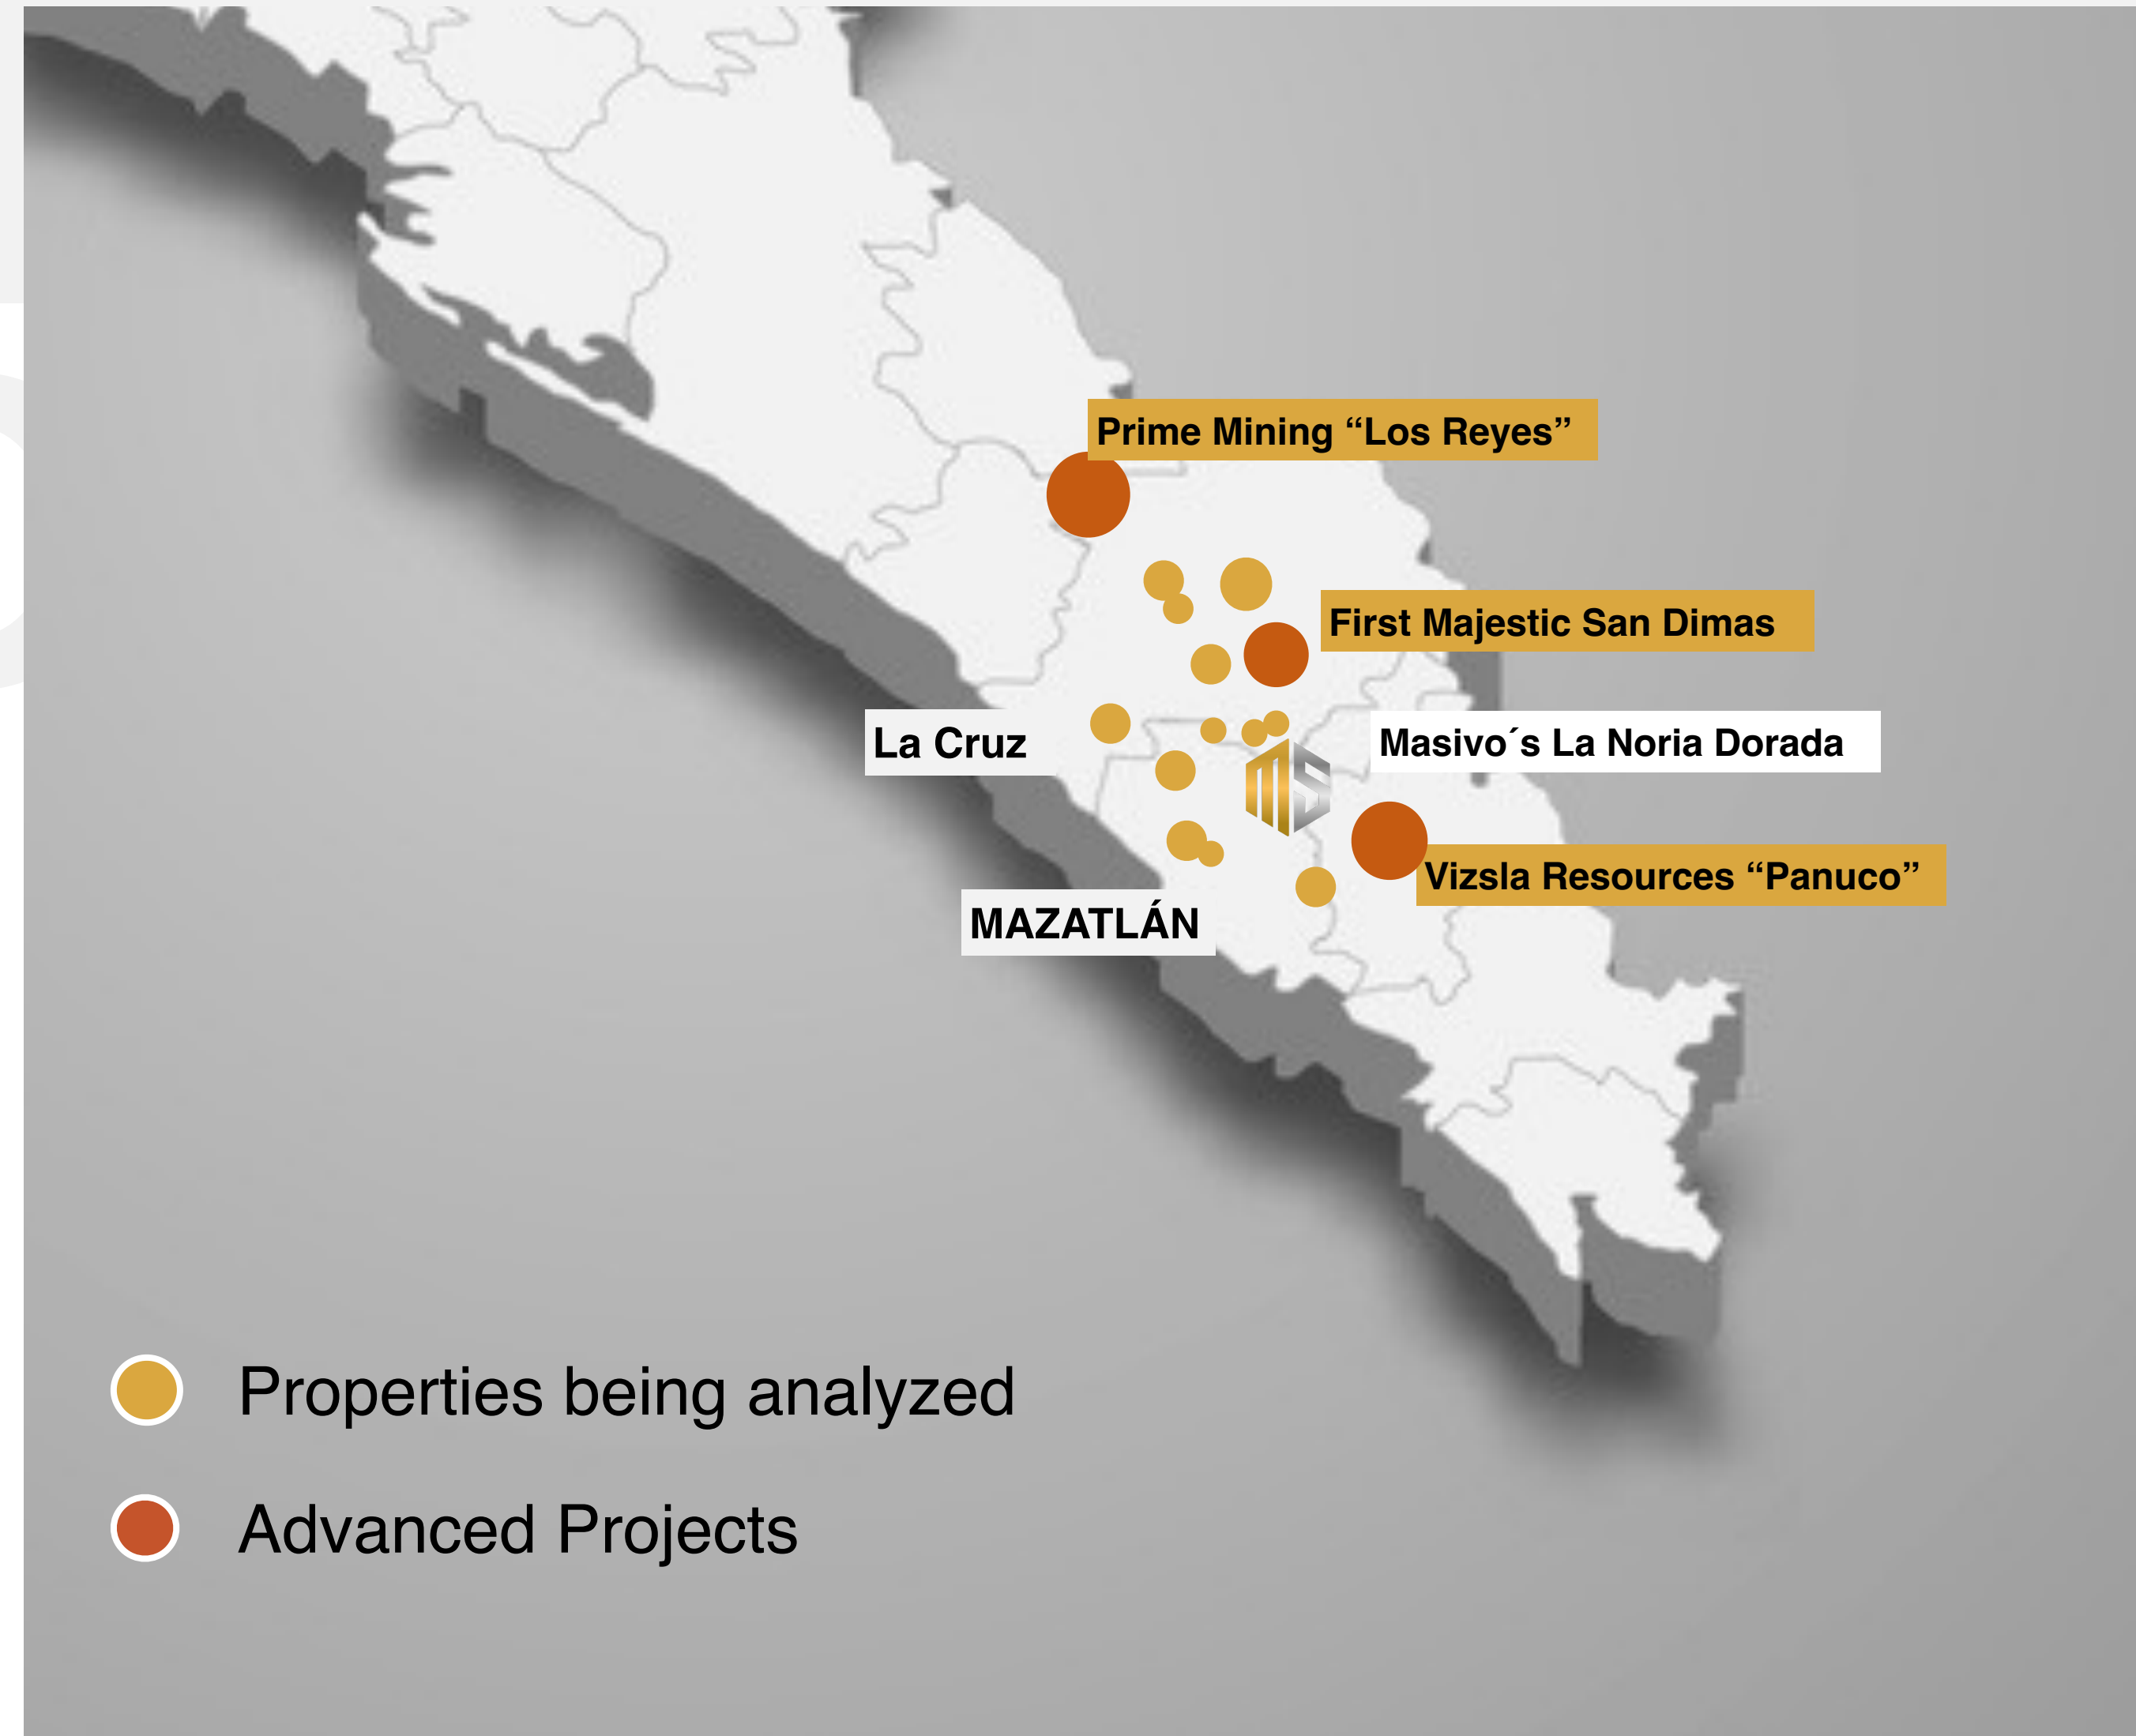 Prime Mining “Los Reyes”
First Majestic San Dimas
La Cruz
Masivo´s La Noria Dorada
Vizsla Resources “Panuco”
MAZATLÁN
Properties being analyzed
Advanced Projects